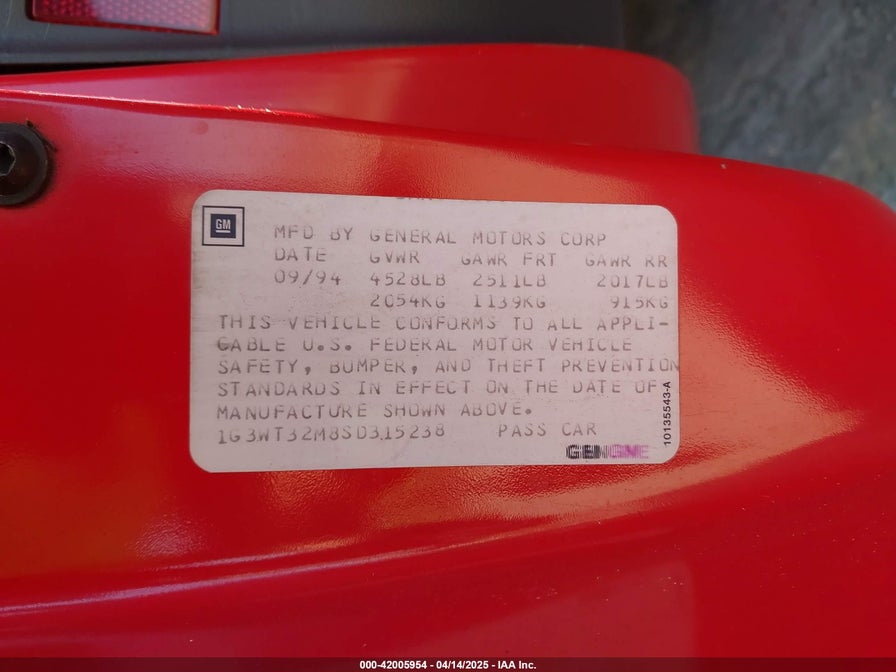 GM
MFD BY GENERAL MOTORS CORP
DATE GVWR GAWR FRT GAWR RR
09/94 4528LB 2511LB 2017LB
2054KG 1139KG 915KG
THIS VEHICLE CONFORMS TO ALL APPLI-
CABLE U.S. FEDERAL MOTOR VEHICLE
SAFETY, BUMPER, AND THEFT PREVENTION
STANDARDS IN EFFECT ON THE DATE OF
MANUFACTURE SHOWN ABOVE.
1G3WT32M8SD315238 PASS CAR
10135543-A
000-42005954 - 04/14/2025 - IAA Inc.